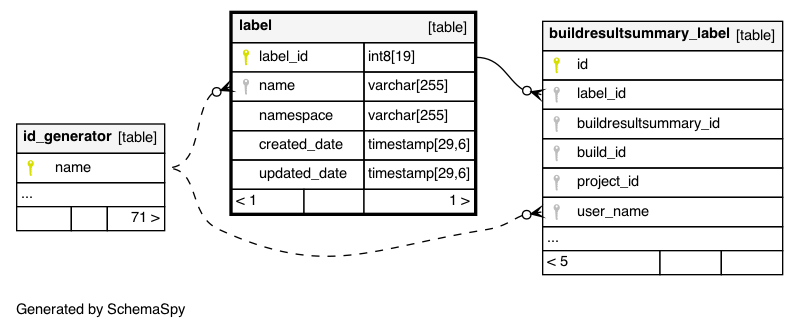 id_generator [table]
name
...
71 >
label [table]
label_id int8[19]
name varchar[255]
namespace varchar[255]
created_date timestamp[29,6]
updated_date timestamp[29,6]
< 1 1 >
buildresultsummary_label [table]
id
label_id
buildresultsummary_id
build_id
project_id
user_name
...
< 5
Generated by SchemaSpy